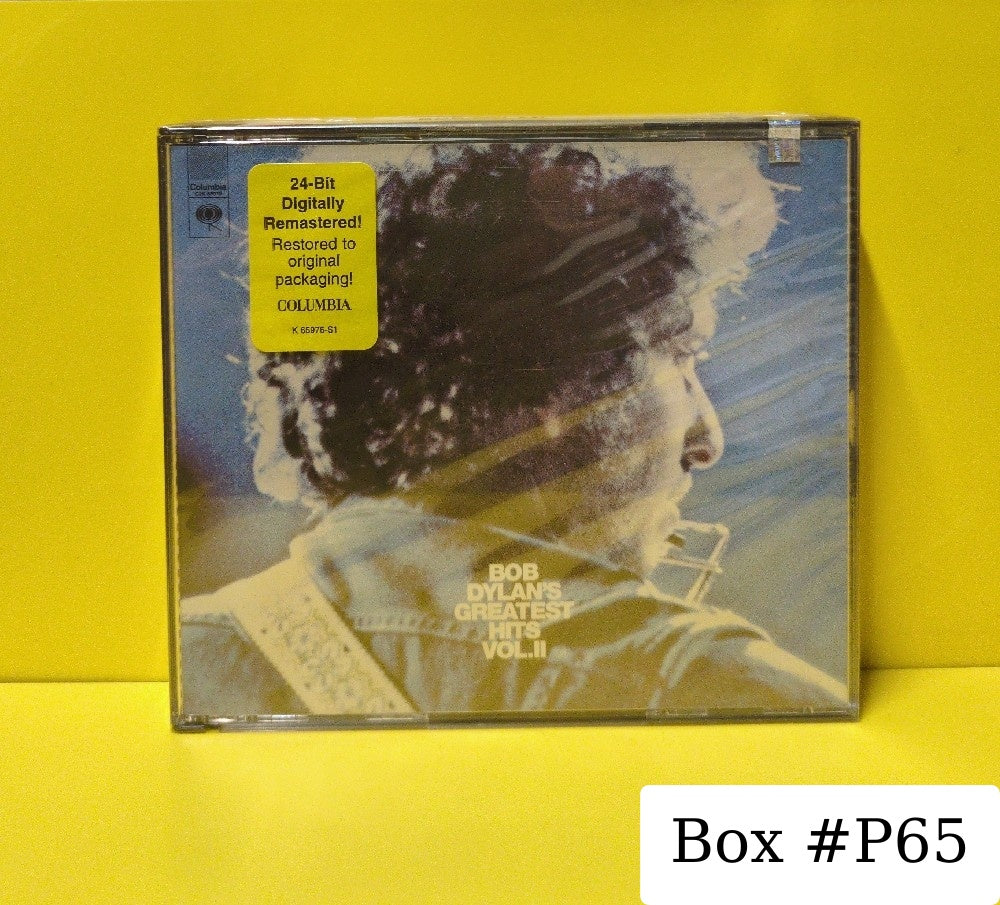 Columbia
24-Bit
Digitally
Remastered!
Restored to
original
packaging!
COLUMBIA
K 65975-S1
BOB
DYLAN'S
GREATEST
HITS
VOL.II
Box #P65